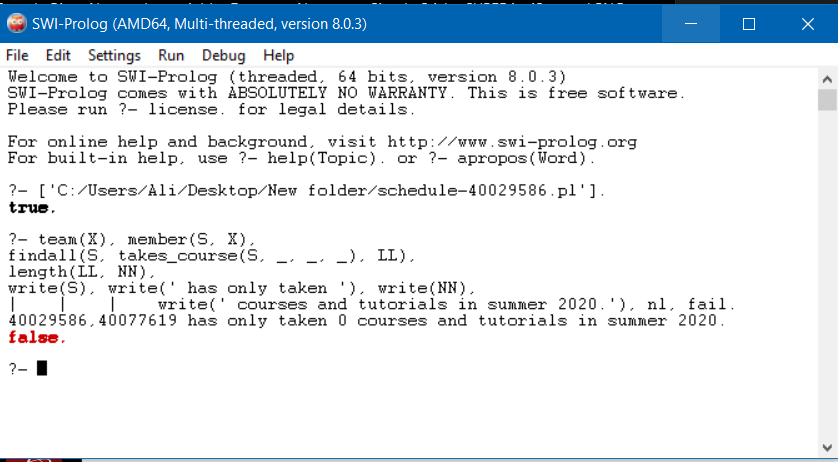 SWI-Prolog (AMD64, Multi-threaded, version 8.0.3)
File Edit Settings Run Debug Help
Welcome to SWI-Prolog (threaded, 64 bits, version 8.0.3)
SWI-Prolog comes with ABSOLUTELY NO WARRANTY. This is free software.
Please run ?- license. for legal details.
For online help and background, visit http://www.swi-prolog.org
For built-in help, use ?- help(Topic). or ?- apropos(Word).
?- ['C:/Users/Ali/Desktop/New folder/schedule-40029586.pl'].
true.
?- team(X), member(S, X),
findall(S, takes_course(S, _, _, _), LL),
length(LL, NN),
write(S), write(' has only taken '), write(NN),
|    |    |    write(' courses and tutorials in summer 2020.'), nl, fail.
40029586,40077619 has only taken 0 courses and tutorials in summer 2020.
false.
?-